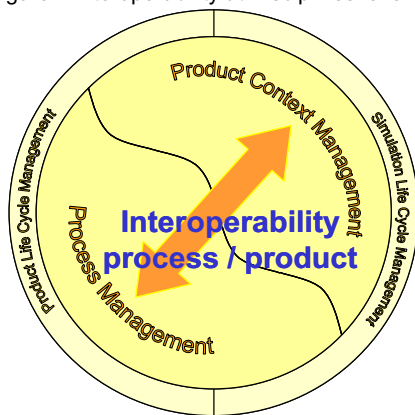 Product Context Management
Product Life Cycle Management
Simulation Life Cycle Management
Interoperability
process / product
Process Management